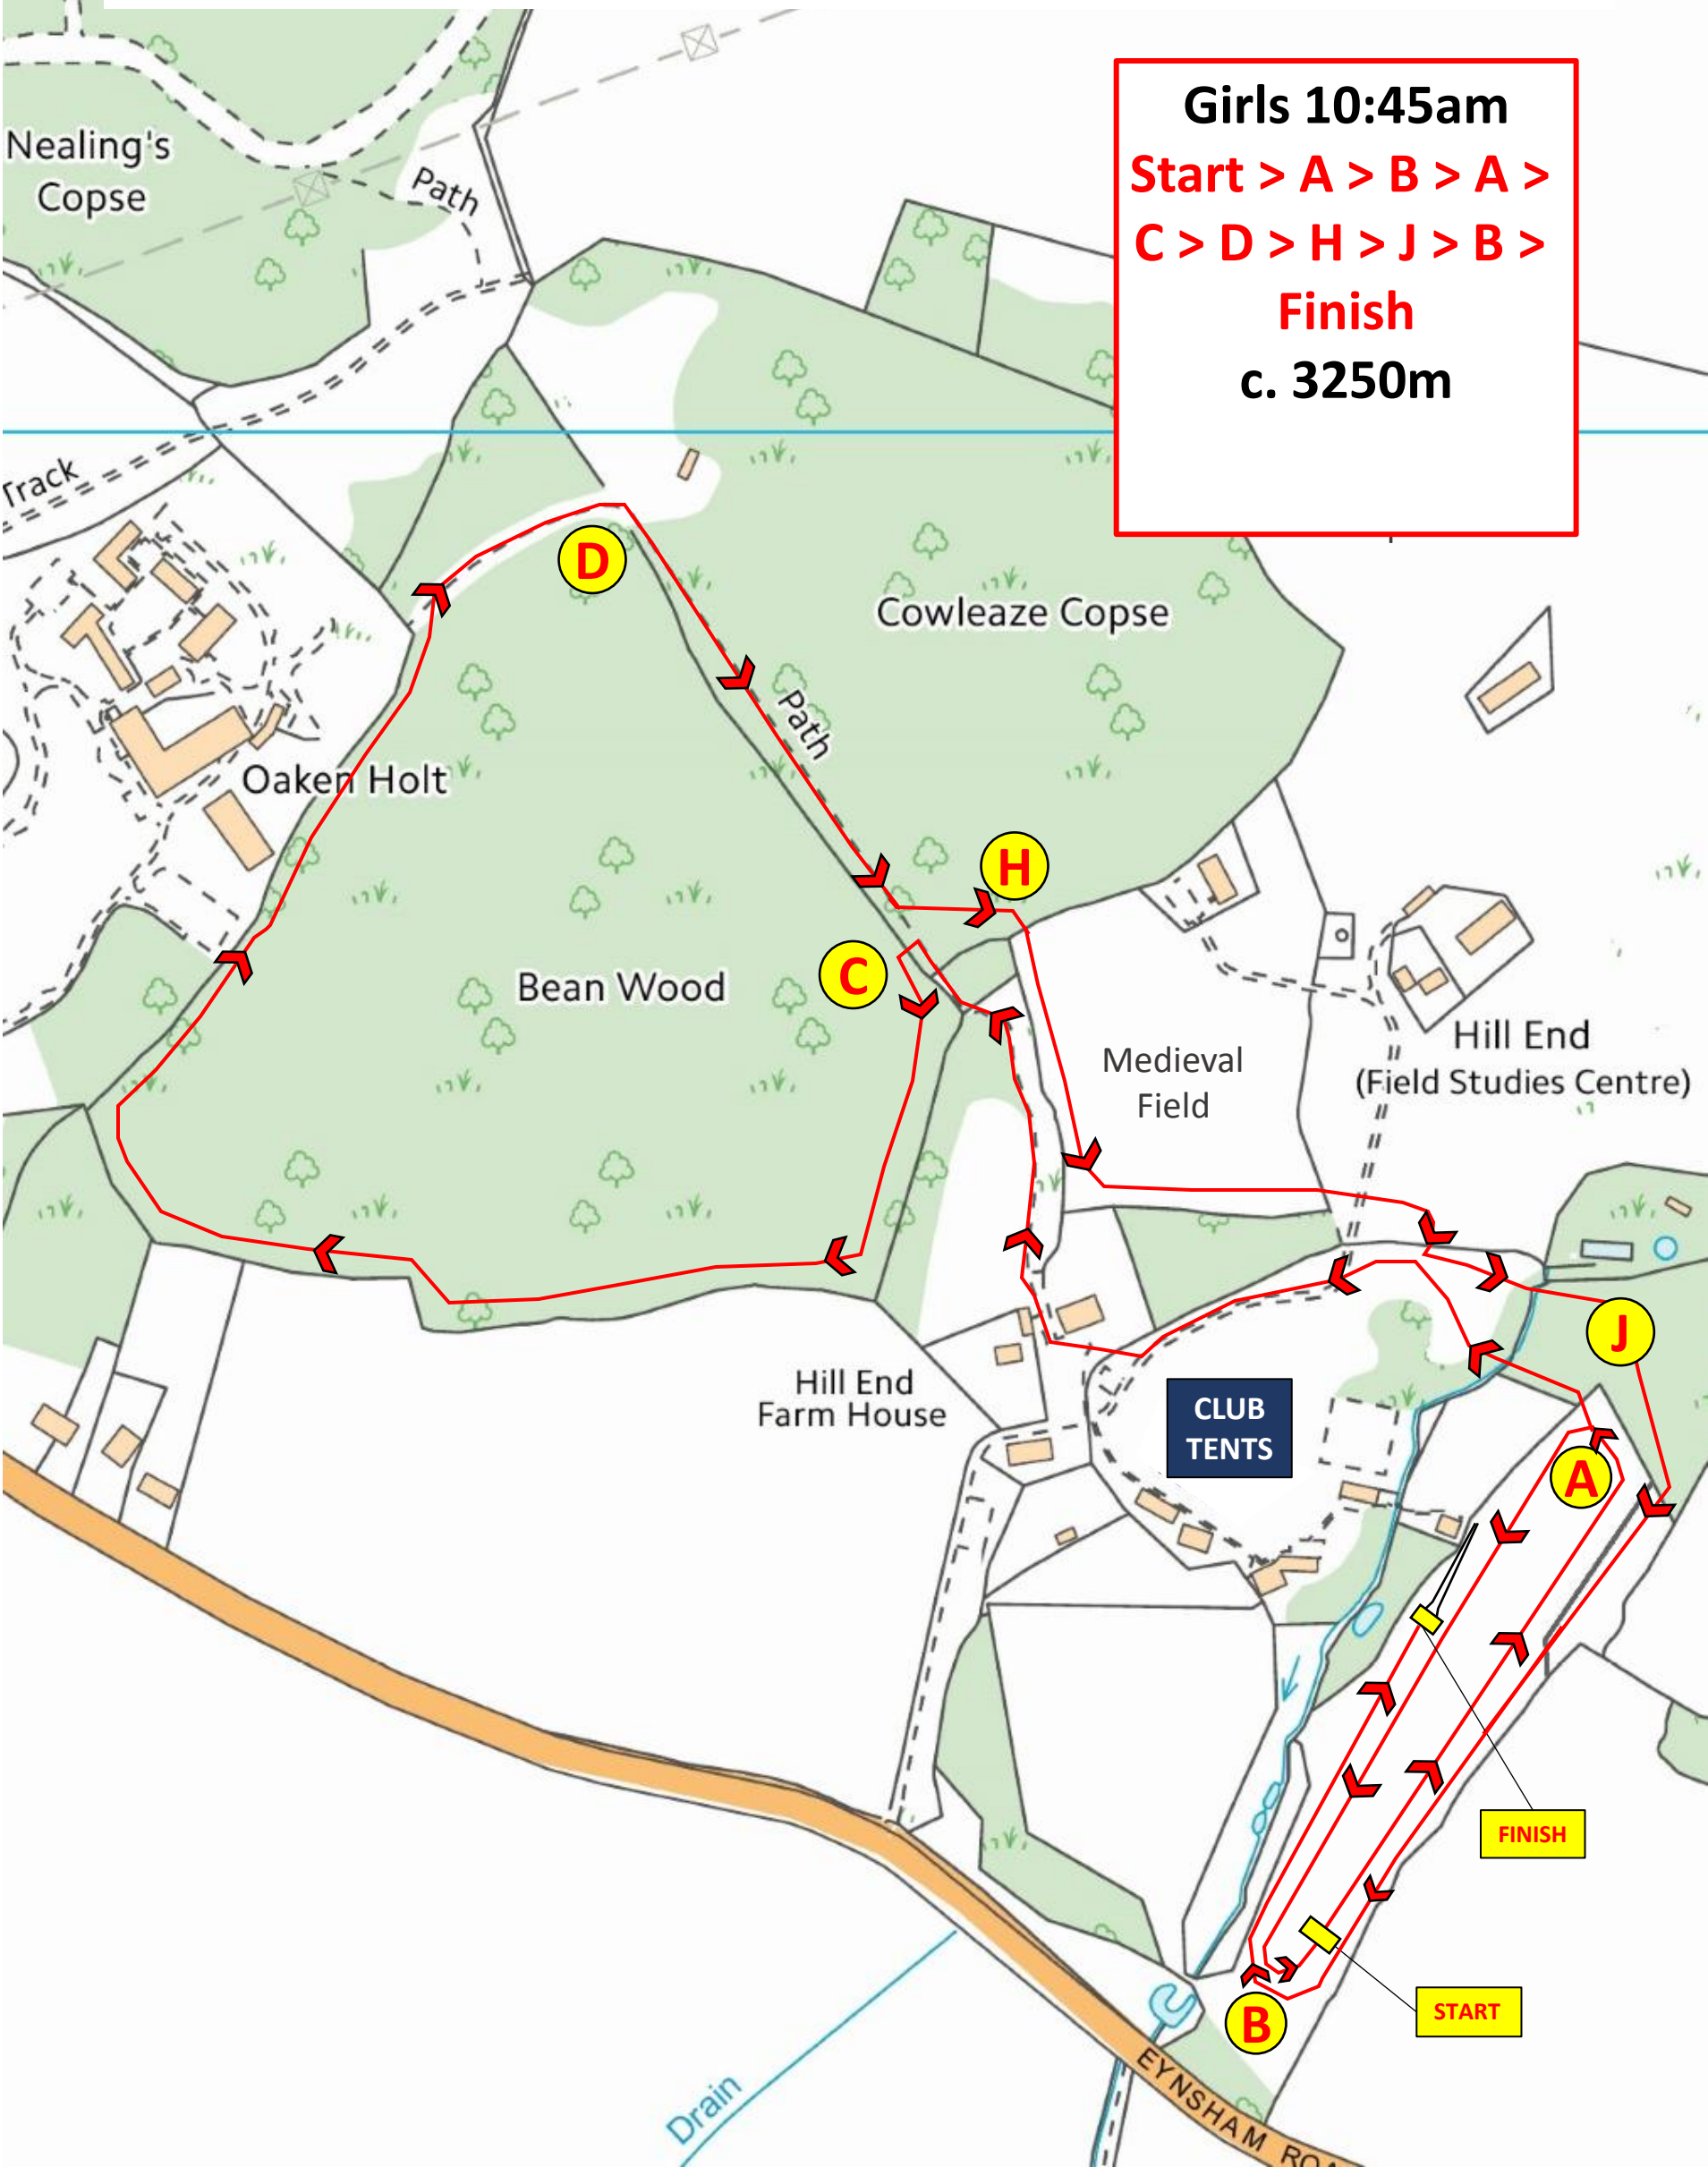 Girls 10:45am
Start > A > B > A >
C > D > H > J > B >
Finish
c. 3250m
Nealing's
Copse
Path
Track
D
Cowleaze Copse
Path
Oaken Holt
H
C
Bean Wood
Medieval
Field
Hill End
(Field Studies Centre)
J
Hill End
Farm House
CLUB
TENTS
A
FINISH
START
B
Drain
EYNSHAM ROA